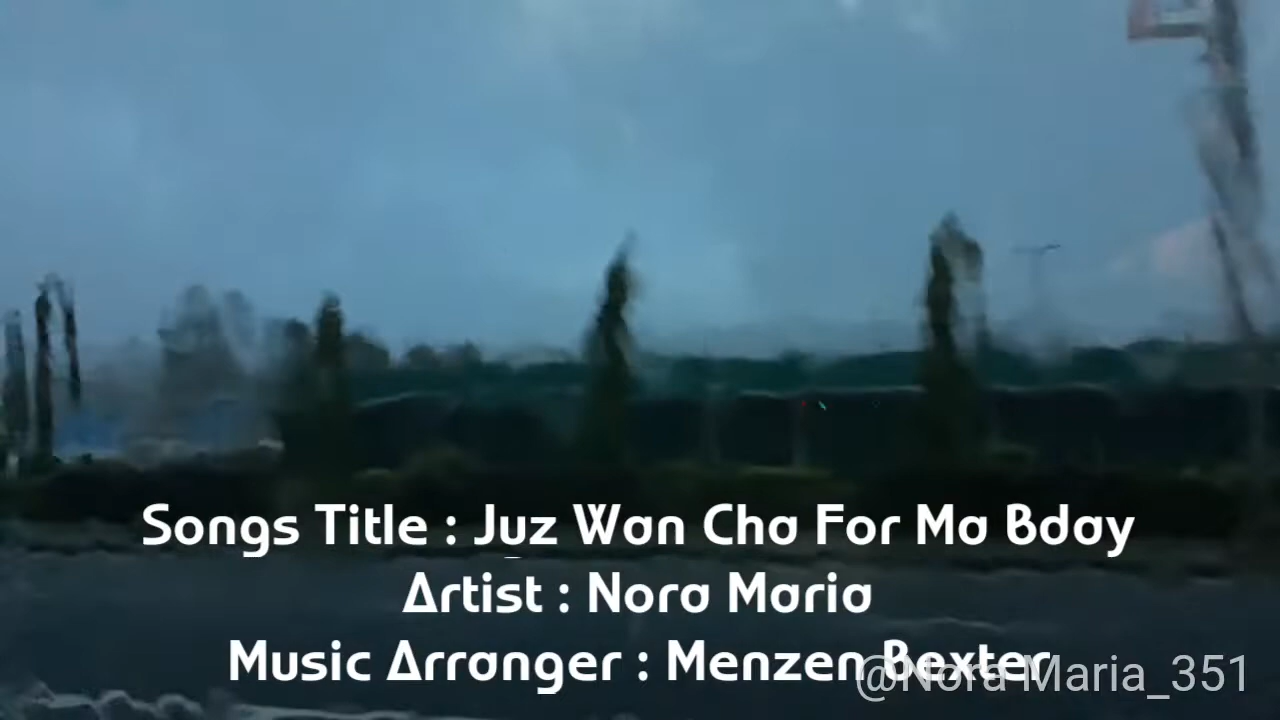 Songs Title : Juz Wan Cha For Ma Bday
Artist : Nora Maria
Music Arranger : Menzen Bexter
@Nora Maria_351